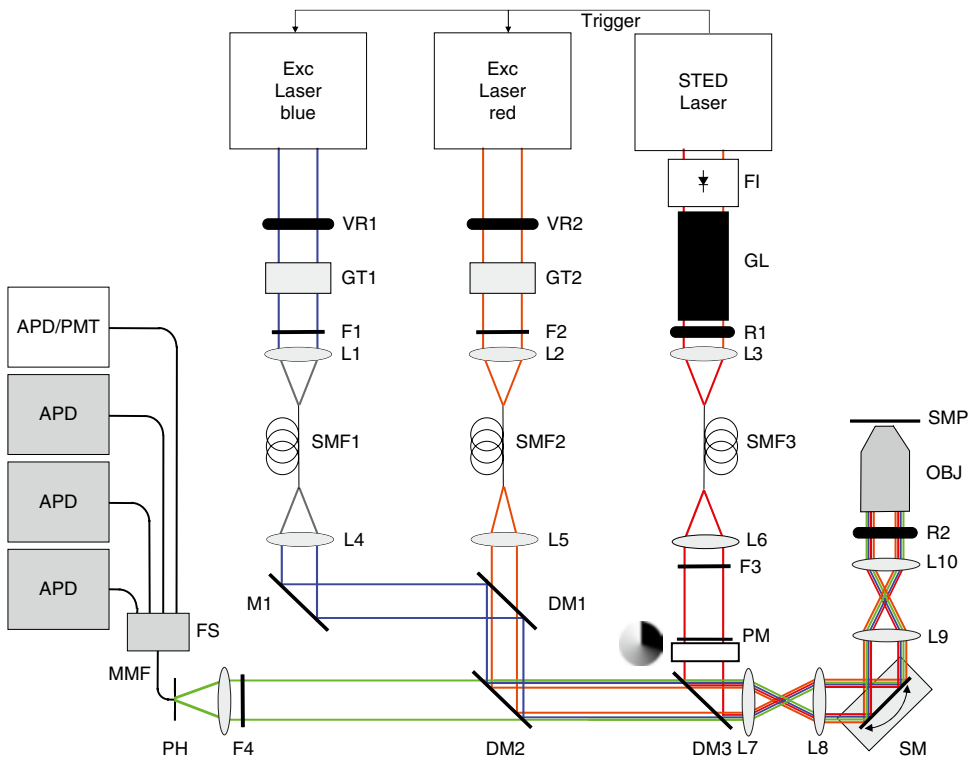 Trigger
Exc
Laser
blue
Exc
Laser
red
STED
Laser
FI
VR1
VR2
GL
GT1
GT2
APD/PMT
F1
F2
R1
L1
L2
L3
APD
SMP
SMF1
SMF2
SMF3
OBJ
APD
R2
L4
L5
L6
L10
F3
APD
M1
DM1
PM
L9
FS
MMF
PH
F4
DM2
DM3
L7
L8
SM